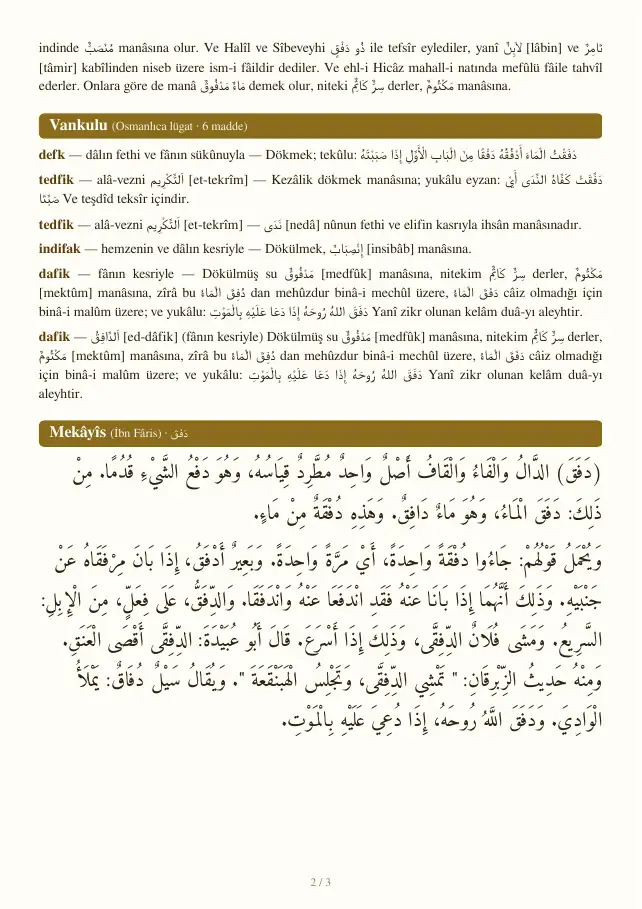 indinde مُنْصَبٌّ manâsına olur. Ve Halîl ve Sîbeveyhi ذُو دَفْقٍ ile tefsîr eylediler, yanî لَابِنٌ [lâbin] ve تَامِرٌ
[tâmir] kabîlinden niseb üzere ism-i fâildir dediler. Ve ehl-i Hicâz mahall-i natında mefûlü fâile tahvîl
ederler. Onlara göre de manâ مَاءٌ مَدْفُوقٌ demek olur, niteki سِرٌّ كَاتِمٌ derler, مَكْتُومٌ manâsına.
Vankulu (Osmanlıca lügat · 6 madde)
defk — dâlın fethi ve fânın sükûnuyla — Dökmek; tekûlu: دَفَقْتُ الْمَاءَ أَدْفُقُهُ دَفْقًا مِنَ الْبَابِ الْأَوَّلِ إِذَا صَبَبْتَهُ
tedfik — alâ-vezni اَلتَّكْرِيمِ [et-tekrîm] — Kezâlik dökmek manâsına; yukâlu eyzan: دَفَّقَتْ كَفَّاهُ النَّدَى أَيْ
صَبَّتَا Ve teşdîd teksîr içindir.
tedfik — alâ-vezni اَلتَّكْرِيمِ [et-tekrîm] — نَدَى [nedâ] nûnun fethi ve elifin kasrıyla ihsân manâsınadır.
indifak — hemzenin ve dâlın kesriyle — Dökülmek, إِنْصِبَابٌ [insibâb] manâsına.
dafik — fânın kesriyle — Dökülmüş su مَدْفُوقٌ [medfûk] manâsına, nitekim سِرٌّ كَاتِمٌ derler, مَكْتُومٌ
[mektûm] manâsına, zîrâ bu دُفِقَ الْمَاءُ dan mehûzdur binâ-i mechûl üzere, دَفَقَ الْمَاءُ câiz olmadığı için
binâ-i malûm üzere; ve yukâlu: دَفَقَ اللهُ رُوحَهُ إِذَا دَعَا عَلَيْهِ بِالْمَوْتِ Yanî zikr olunan kelâm duâ-yı aleyhtir.
dafik — اَلدَّافِقُ [ed-dâfik] (fânın kesriyle) Dökülmüş su مَدْفُوقٌ [medfûk] manâsına, nitekim سِرٌّ كَاتِمٌ derler,
مَكْتُومٌ [mektûm] manâsına, zîrâ bu دُفِقَ الْمَاءُ dan mehûzdur binâ-i mechûl üzere, دَفَقَ الْمَاءُ câiz olmadığı
için binâ-i malûm üzere; ve yukâlu: دَفَقَ اللهُ رُوحَهُ إِذَا دَعَا عَلَيْهِ بِالْمَوْتِ Yanî zikr olunan kelâm duâ-yı
aleyhtir.
Mekâyîs (İbn Fâris) · دَفَقَ
(دَفَقَ) الدَّالُ وَالْفَاءُ وَالْقَافُ أَصْلٌ وَاحِدٌ مُطَّرِدٌ قِيَاسُهُ، وَهُوَ دَفْعُ الشَّيْءِ قُدُمًا. مِنْ
ذَلِكَ: دَفَقَ الْمَاءُ، وَهُوَ مَاءٌ دَافِقٌ. وَهَذِهِ دُفْقَةٌ مِنْ مَاءٍ.
وَيُحْمَلُ قَوْلُهُمْ: جَاءُوا دُفْقَةً وَاحِدَةً، أَيْ مَرَّةً وَاحِدَةً. وَبَعِيرٌ أَدْفَقُ، إِذَا بَانَ مِرْفَقَاهُ عَنْ
جَنْبَيْهِ. وَذَلِكَ أَنَّهُمَا إِذَا بَانَا عَنْهُ فَقَدِ انْدَفَعَا عَنْهُ وَانْدَفَقَا. وَالدِّفَقُّ، عَلَى فِعَلٍّ، مِنَ الْإِبِلِ:
السَّرِيعُ. وَمَشَى فُلَانٌ الدِّفِقَّى، وَذَلِكَ إِذَا أَسْرَعَ. قَالَ أَبُو عُبَيْدَةَ: الدِّفِقَّى أَقْصَى الْعَنَقِ.
وَمِنْهُ حَدِيثُ الزِّبْرِقَانِ: " تَمْشِي الدِّفِقَّى، وَتَجْلِسُ الْهَبَنْقَعَةَ ". وَيُقَالُ سَيْلٌ دُفَاقٌ: يَمْلَأُ
الْوَادِيَ. وَدَفَقَ اللَّهُ رُوحَهُ، إِذَا دُعِيَ عَلَيْهِ بِالْمَوْتِ.
2 / 3